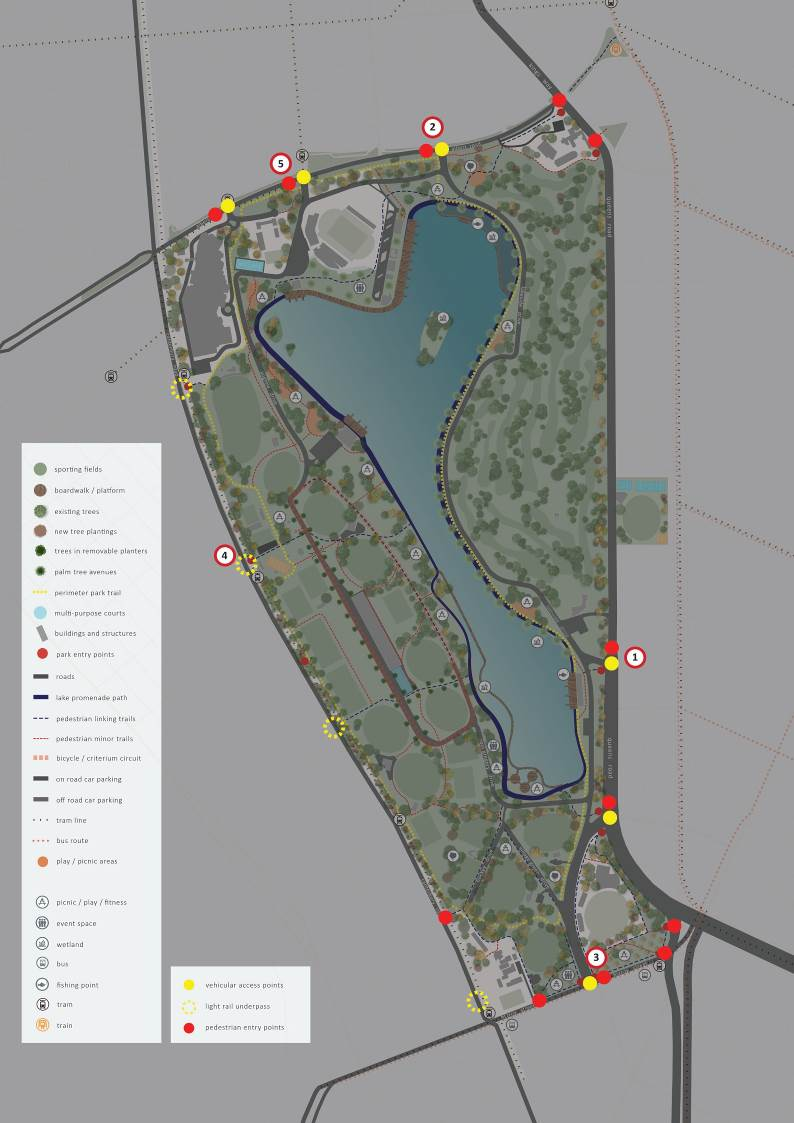 2
5
queens road
4
1
queens road
3
sporting fields
boardwalk / platform
existing trees
new tree plantings
trees in removable planters
palm tree avenues
perimeter park trail
multi-purpose courts
buildings and structures
park entry points
roads
lake promenade path
pedestrian linking trails
pedestrian minor trails
bicycle / criterium circuit
on road car parking
off road car parking
tram line
bus route
play / picnic areas
picnic / play / fitness
event space
wetland
bus
fishing point
tram
train
vehicular access points
light rail underpass
pedestrian entry points